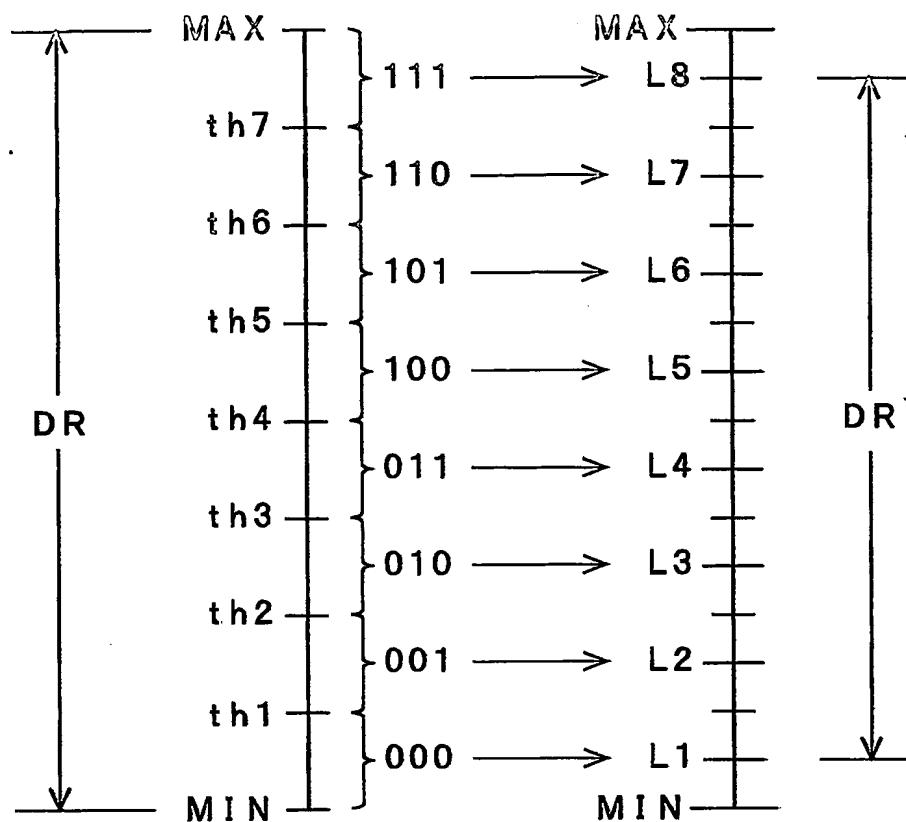 MAX MAX
111 L8
th7
110 L7
th6
101 L6
th5
100 L5
DR th4 DR'
011 L4
th3
010 L3
th2
001 L2
th1
000 L1
MIN MIN